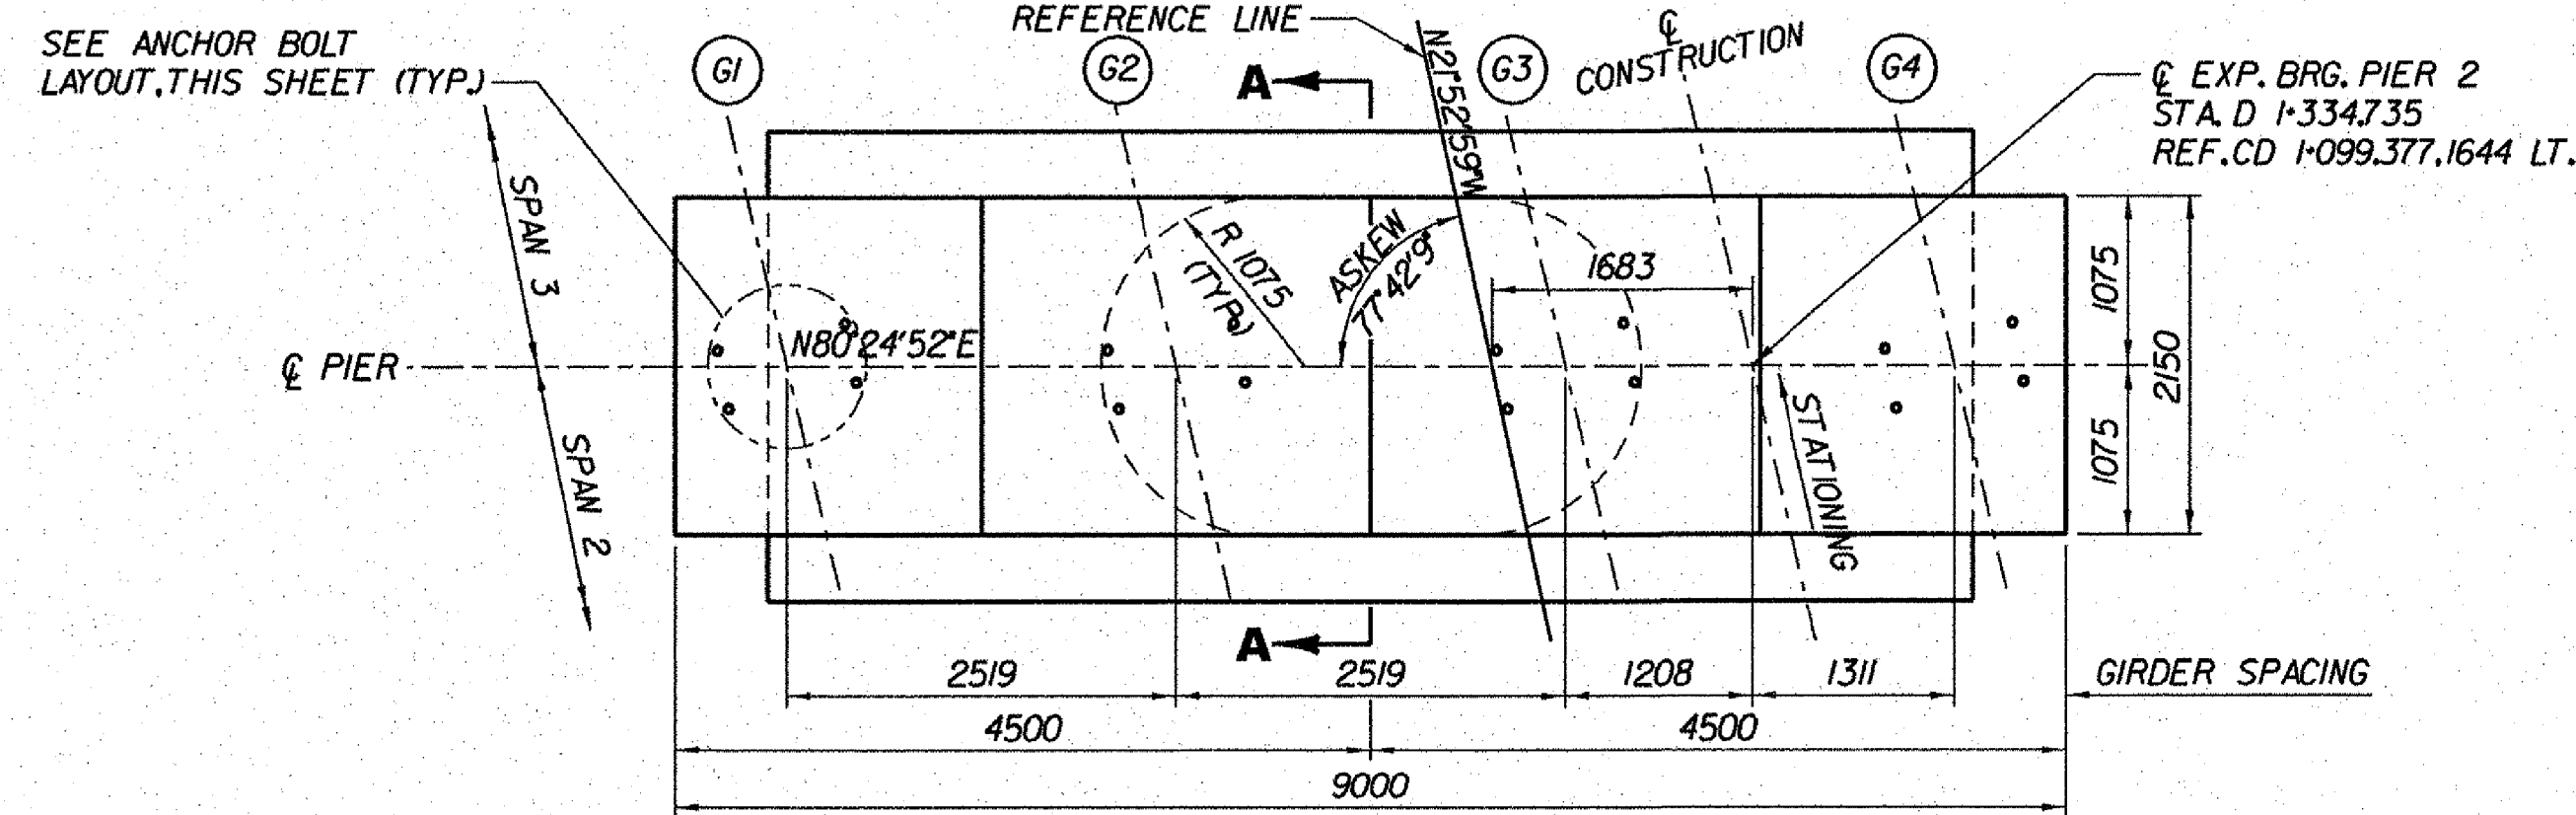 SEE ANCHOR BOLT
LAYOUT, THIS SHEET (TYP.)
G1
G2
REFERENCE LINE
N21°52'59"W
G3
℄
CONSTRUCTION
G4
℄ EXP. BRG. PIER 2
STA. D 1+334.735
REF. CD 1+099.377, 1644 LT.
A
SPAN 3
R 1075
(TYP.)
ASKEW
77°42'9"
1683
1075
2150
1075
℄ PIER
N80°24'52"E
SPAN 2
STATIONING
A
2519
2519
1208
1311
GIRDER SPACING
4500
4500
9000